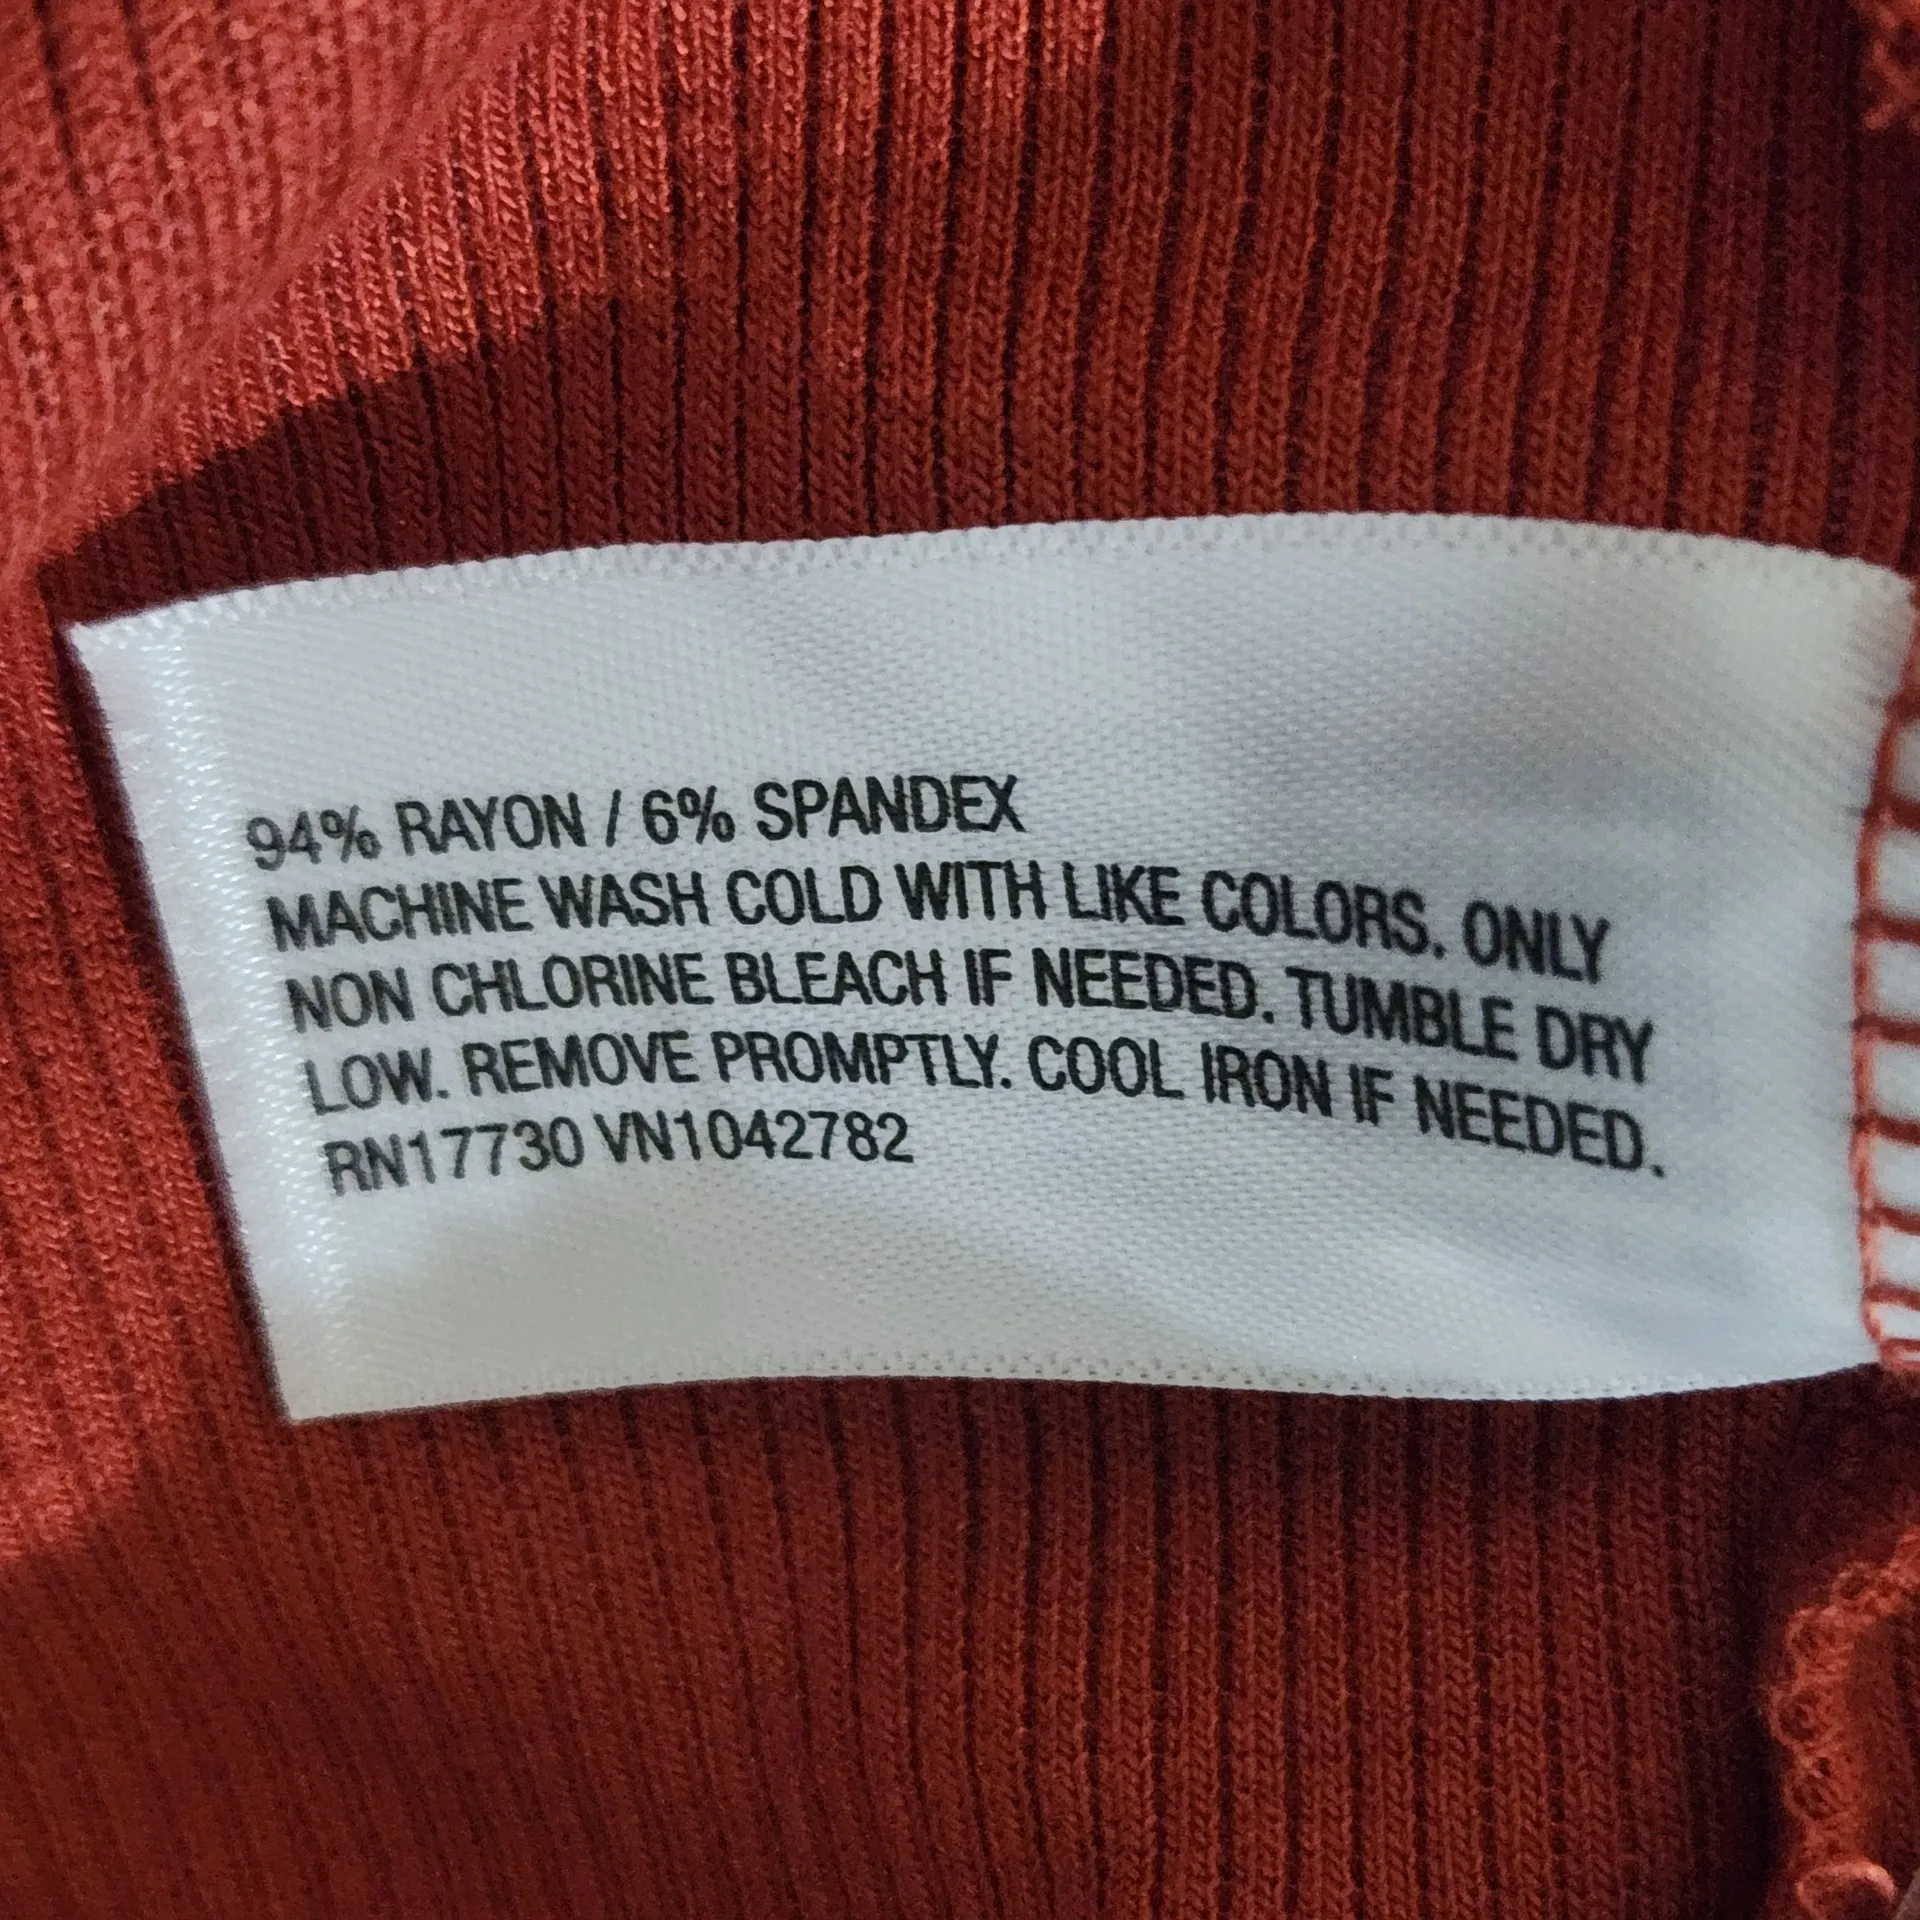 94% RAYON / 6% SPANDEX
MACHINE WASH COLD WITH LIKE COLORS. ONLY
NON CHLORINE BLEACH IF NEEDED. TUMBLE DRY
LOW. REMOVE PROMPTLY. COOL IRON IF NEEDED.
RN17730 VN1042782